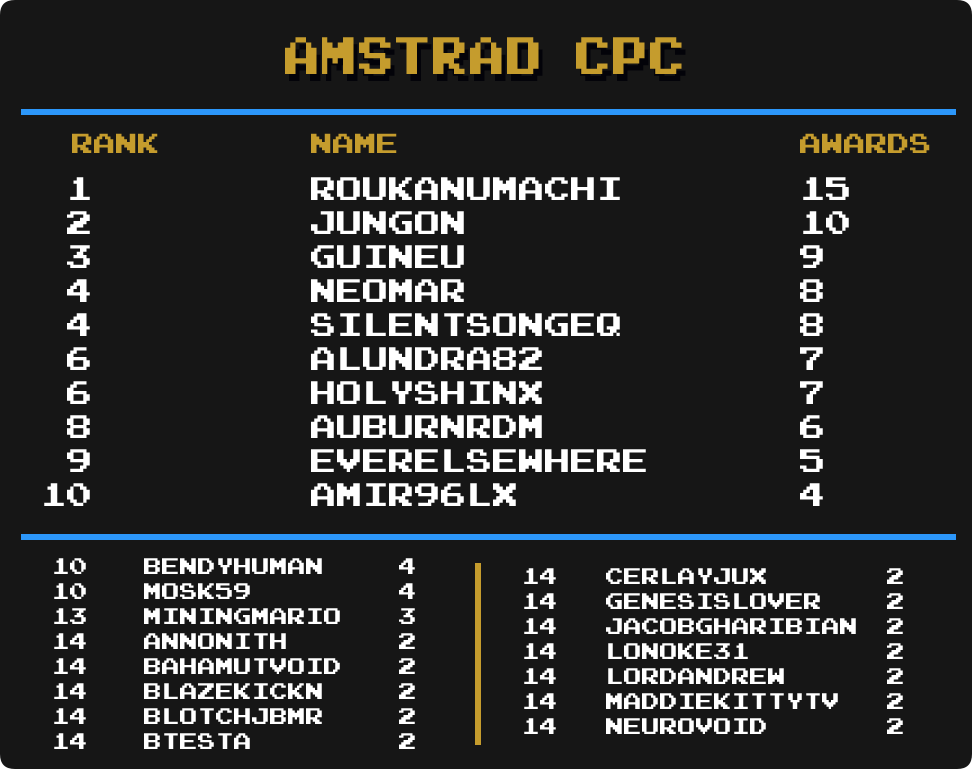 AMSTRAD CPC
RANK NAME AWARDS
1 ROUKANUMACHI 15
2 JUNGON 10
3 GUINEU 9
4 NEOMAR 8
4 SILENTSONGEQ 8
6 ALUNDRA82 7
6 HOLYSHINX 7
8 AUBURNRDM 6
9 EVERELSEWHERE 5
10 AMIR96LX 4
10 BENDYHUMAN 4
10 MOSK59 4
13 MININGMARIO 3
14 ANNONITH 2
14 BAHAMUTVOID 2
14 BLAZEKICKN 2
14 BLOTCHJBMR 2
14 BTESTA 2
14 CERLAYJUX 2
14 GENESISLOVER 2
14 JACOBGHARIBIAN 2
14 LONOKE31 2
14 LORDANDREW 2
14 MADDIEKITTYTV 2
14 NEUROVOID 2